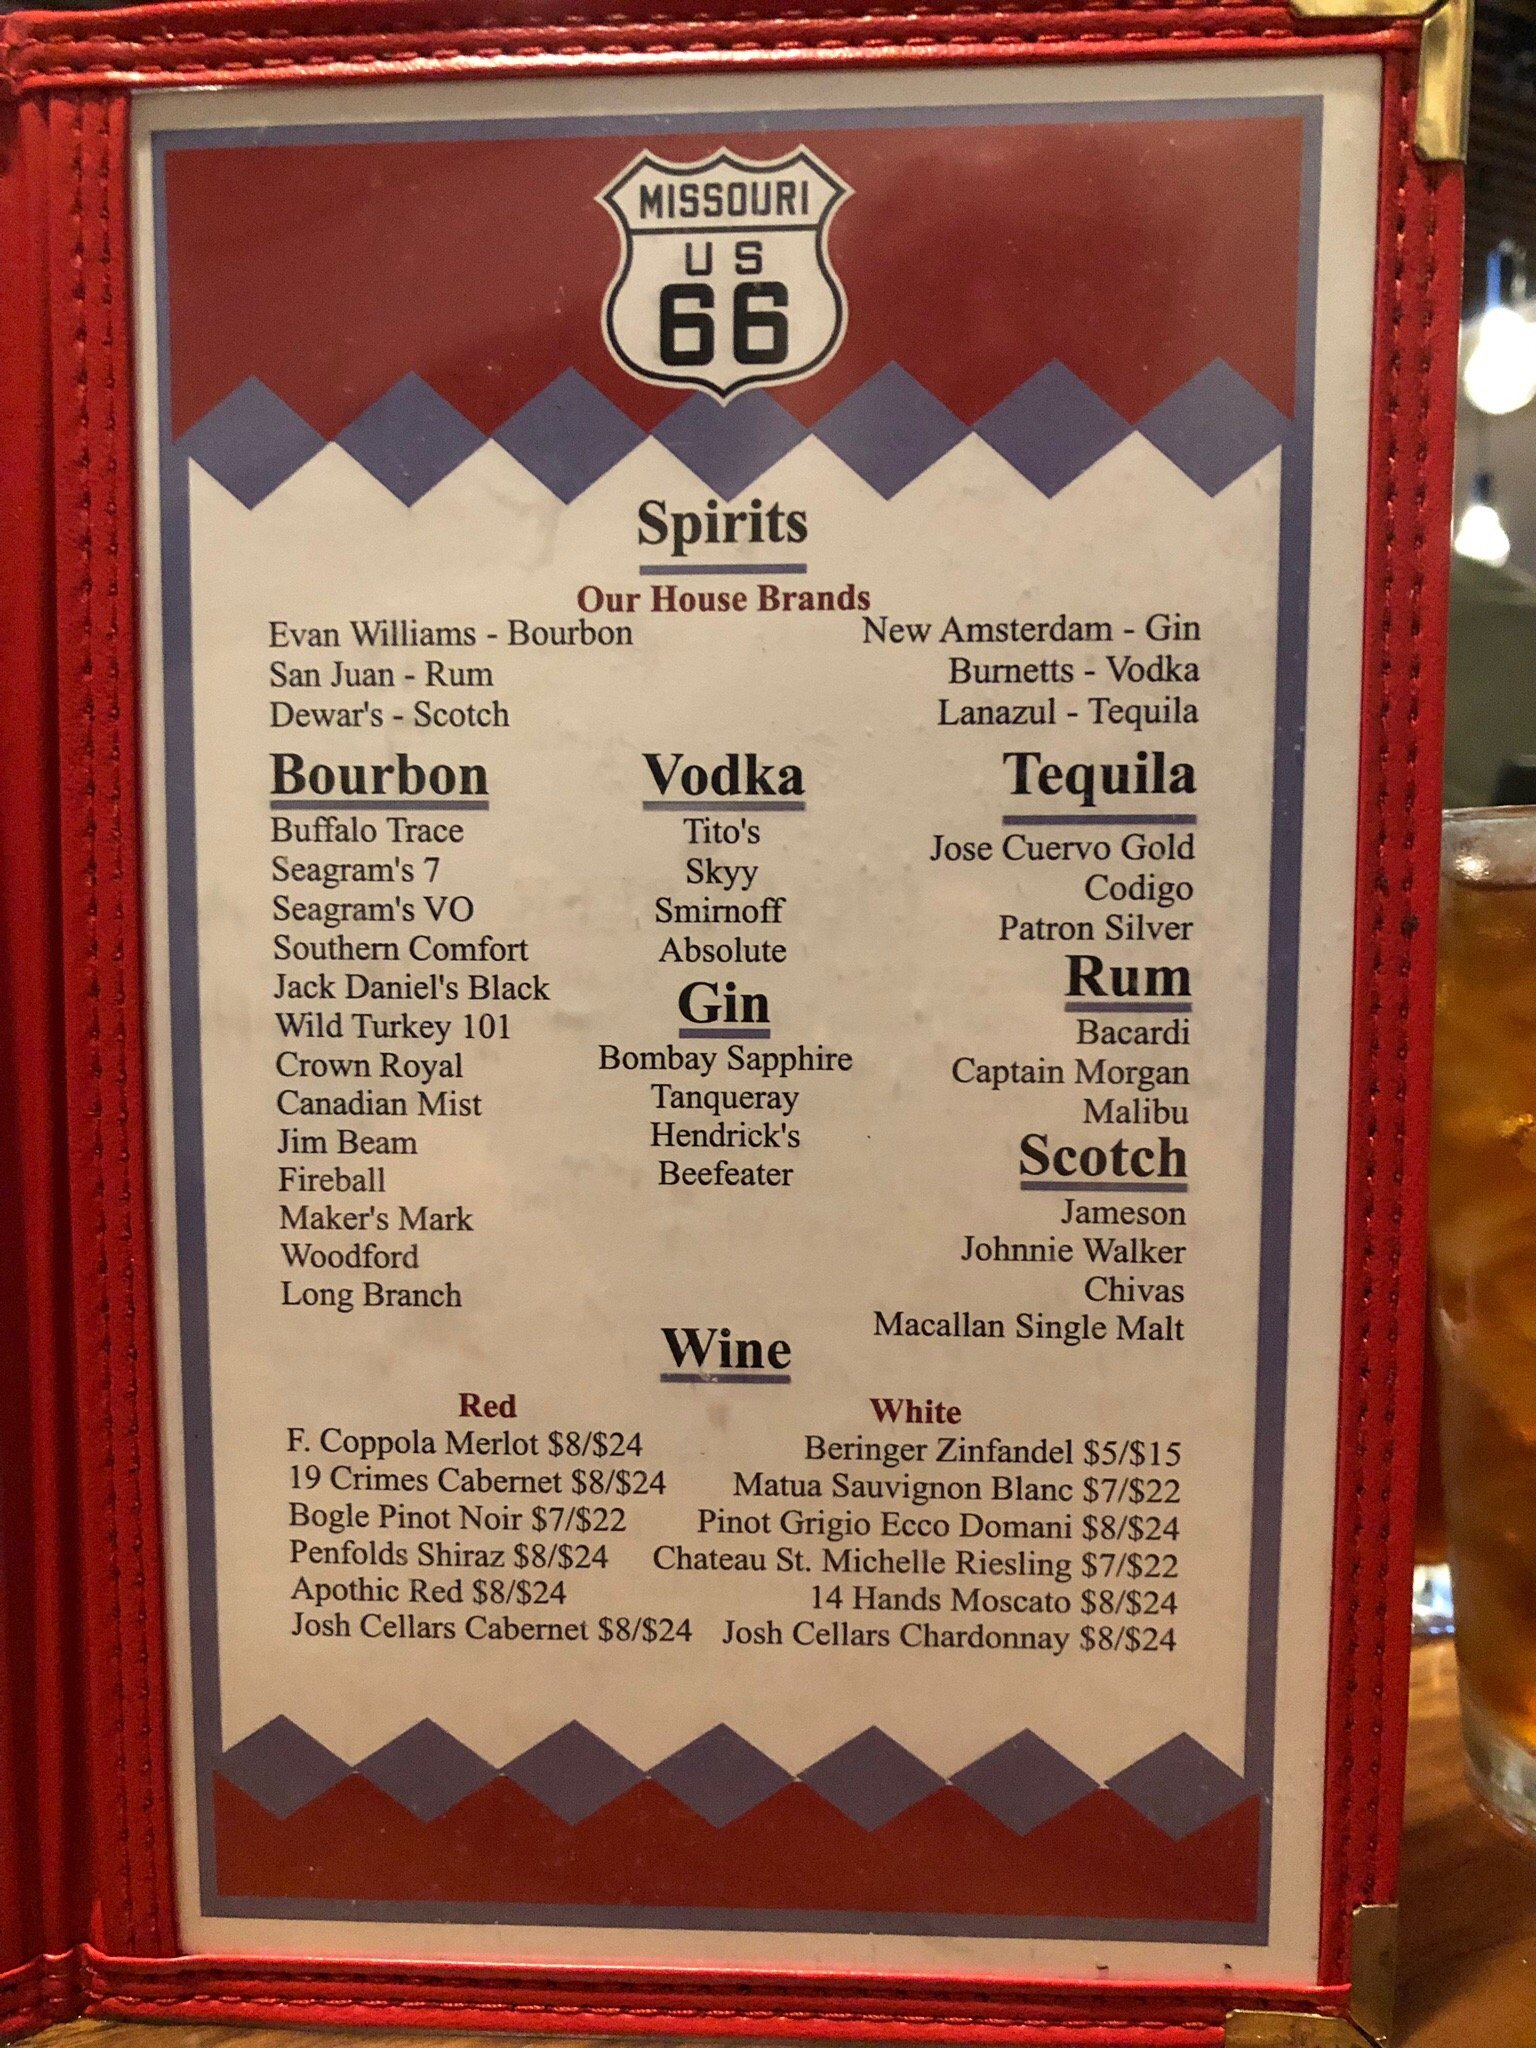 MISSOURI
US
66
Spirits
Our House Brands
Evan Williams - Bourbon
San Juan - Rum
Dewar's - Scotch
New Amsterdam - Gin
Burnetts - Vodka
Lanazul - Tequila
Bourbon
Buffalo Trace
Seagram's 7
Seagram's VO
Southern Comfort
Jack Daniel's Black
Wild Turkey 101
Crown Royal
Canadian Mist
Jim Beam
Fireball
Maker's Mark
Woodford
Long Branch
Vodka
Tito's
Skyy
Smirnoff
Absolute
Gin
Bombay Sapphire
Tanqueray
Hendrick's
Beefeater
Tequila
Jose Cuervo Gold
Codigo
Patron Silver
Rum
Bacardi
Captain Morgan
Malibu
Scotch
Jameson
Johnnie Walker
Chivas
Macallan Single Malt
Wine
Red
F. Coppola Merlot $8/$24
19 Crimes Cabernet $8/$24
Bogle Pinot Noir $7/$22
Penfolds Shiraz $8/$24
Apothic Red $8/$24
Josh Cellars Cabernet $8/$24
White
Beringer Zinfandel $5/$15
Matua Sauvignon Blanc $7/$22
Pinot Grigio Ecco Domani $8/$24
Chateau St. Michelle Riesling $7/$22
14 Hands Moscato $8/$24
Josh Cellars Chardonnay $8/$24